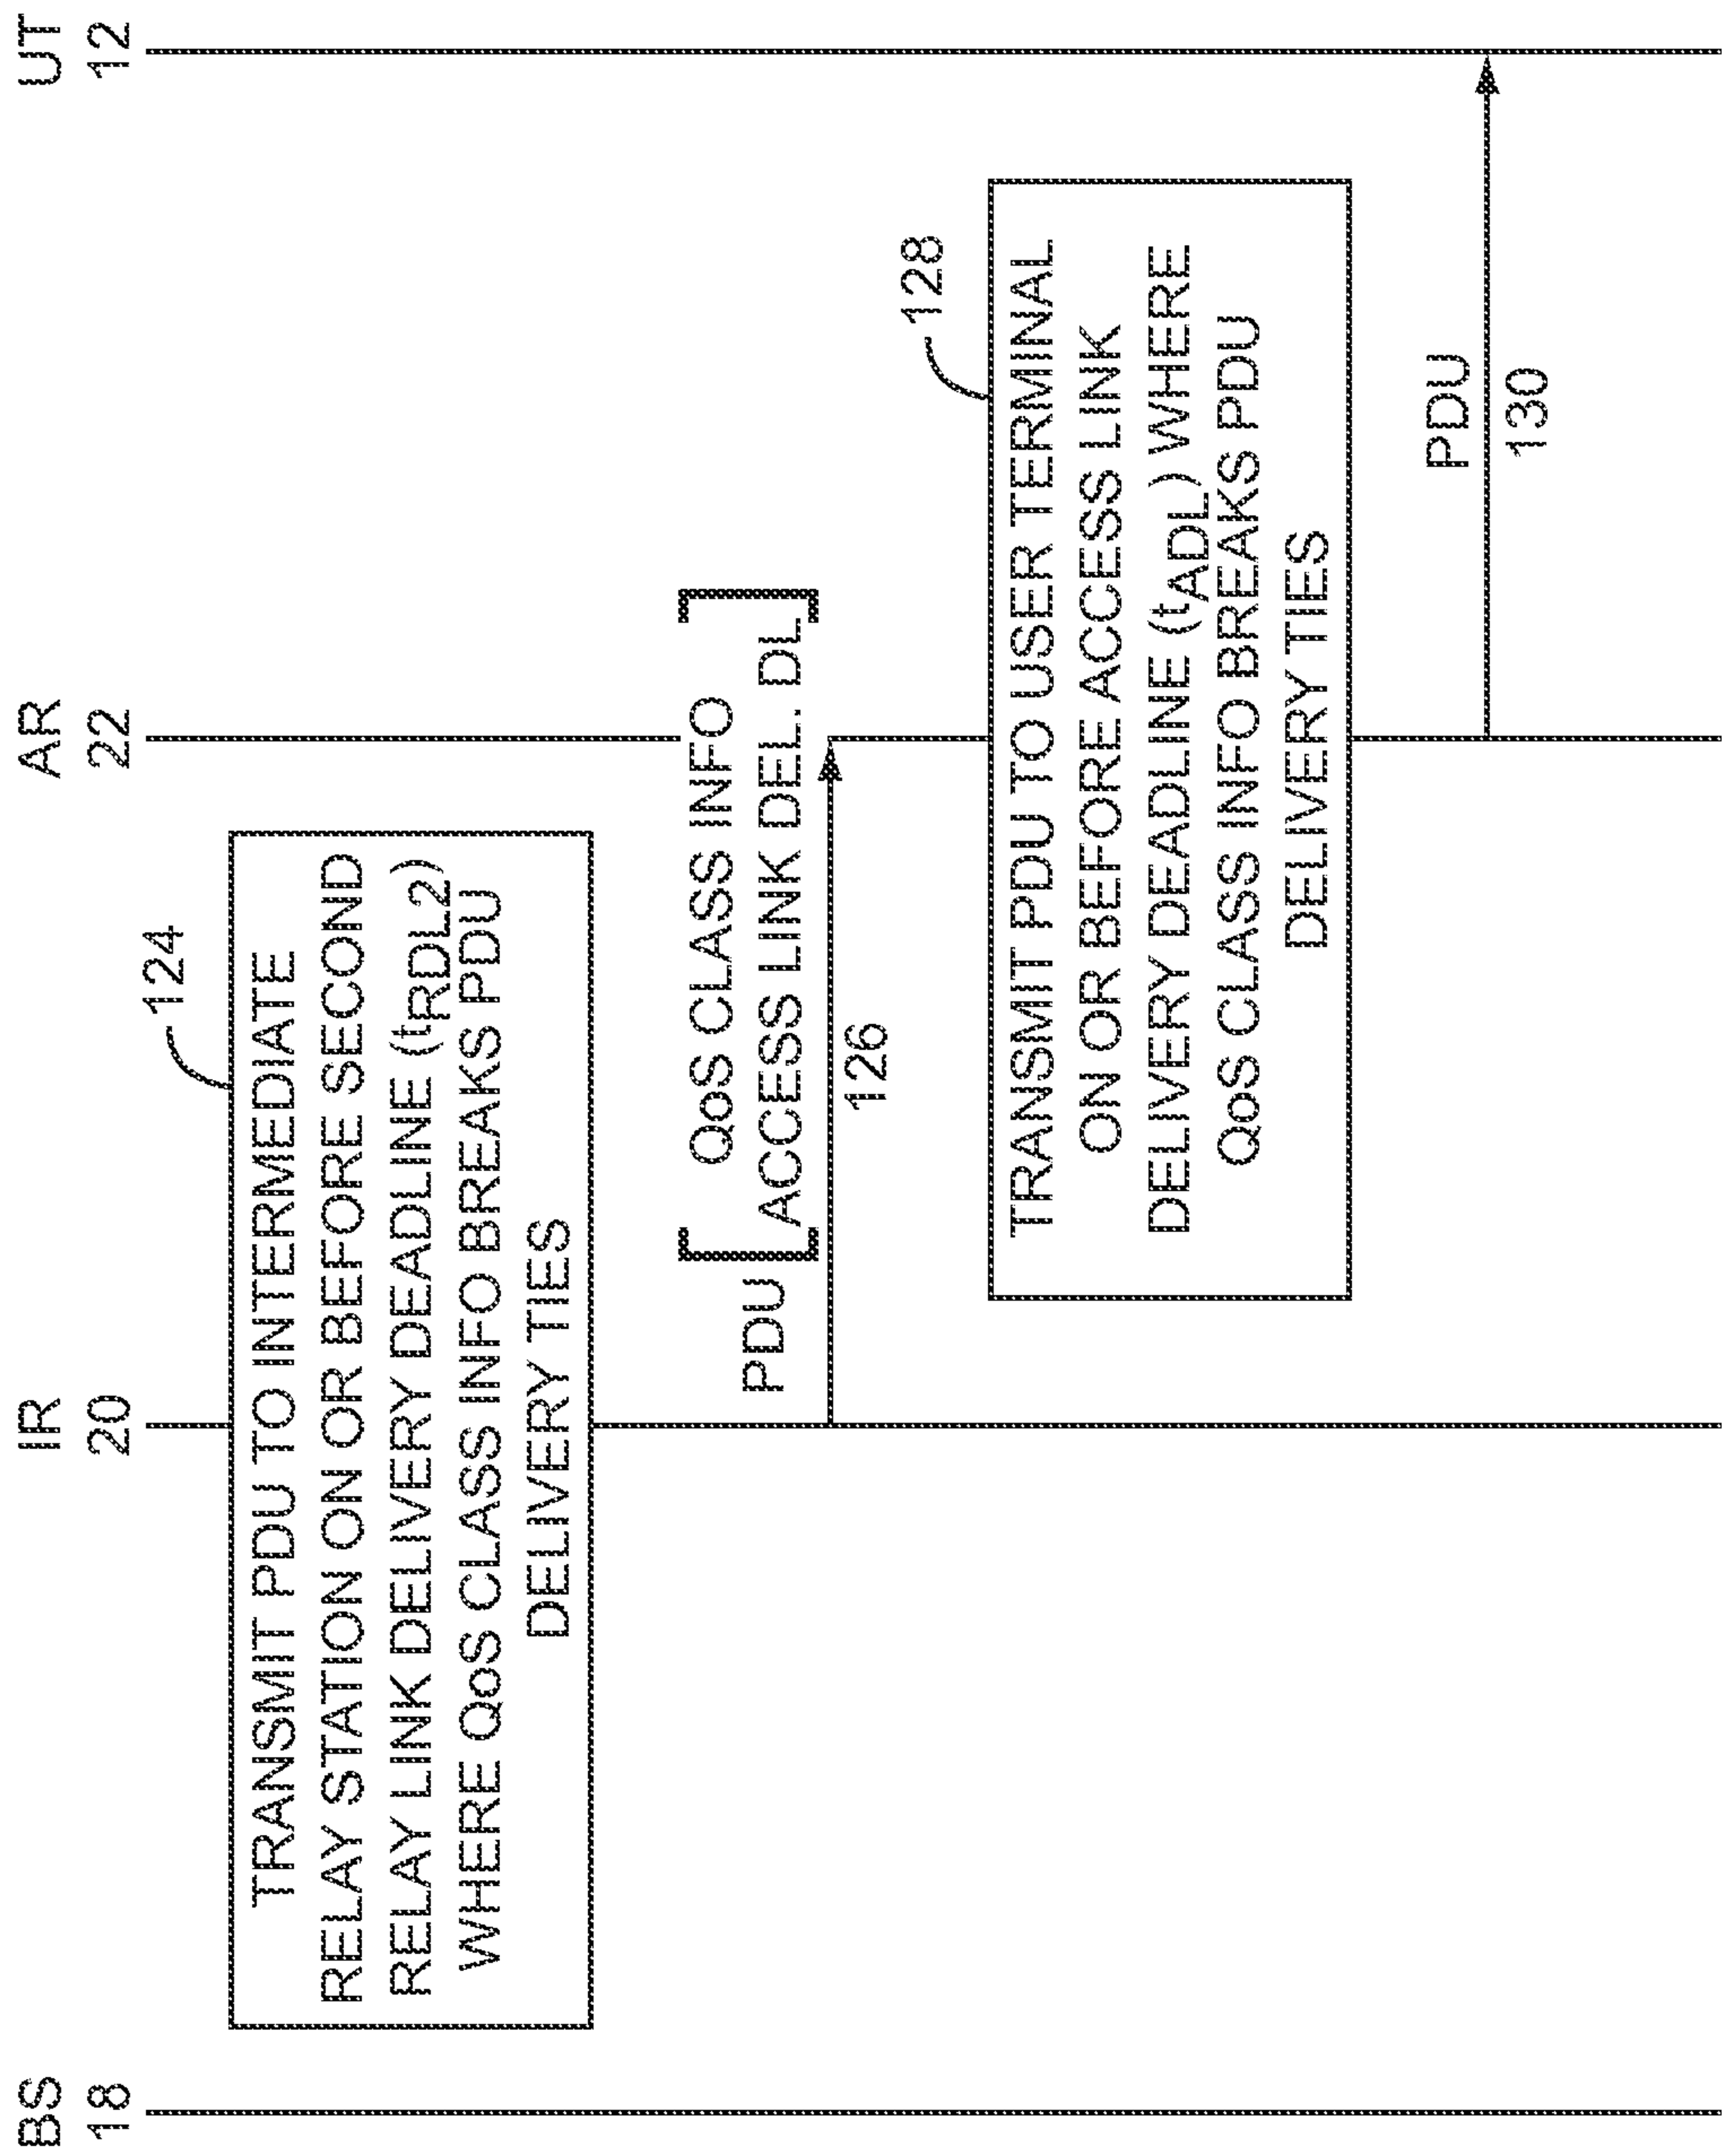 BS
18
IR
20
AR
22
UT
12
124
TRANSMIT PDU TO INTERMEDIATE
RELAY STATION ON OR BEFORE SECOND
RELAY LINK DELIVERY DEADLINE (tRDL2)
WHERE QoS CLASS INFO BREAKS PDU
DELIVERY TIES
PDU
QoS CLASS INFO
ACCESS LINK DEL. DL
126
128
TRANSMIT PDU TO USER TERMINAL
ON OR BEFORE ACCESS LINK
DELIVERY DEADLINE (tADL) WHERE
QoS CLASS INFO BREAKS PDU
DELIVERY TIES
PDU
130